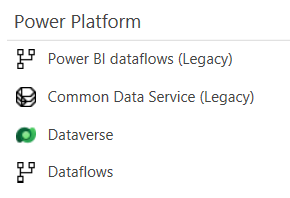 Power Platform
Power BI dataflows (Legacy)
Common Data Service (Legacy)
Dataverse
Dataflows